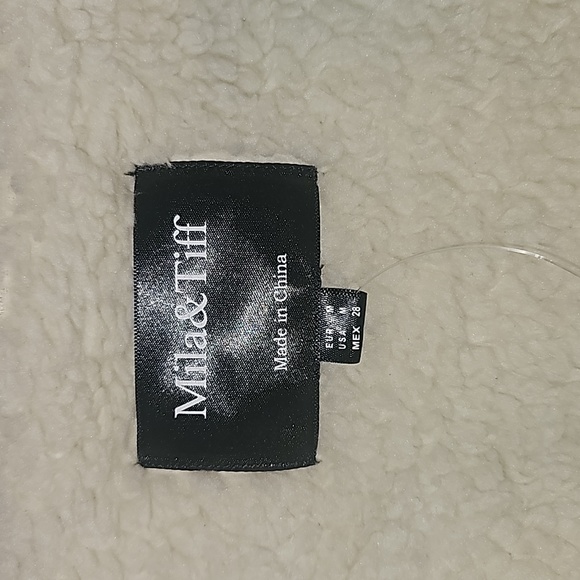 Mila&Tiff
Made in China
EUR M
USA M
MEX 28